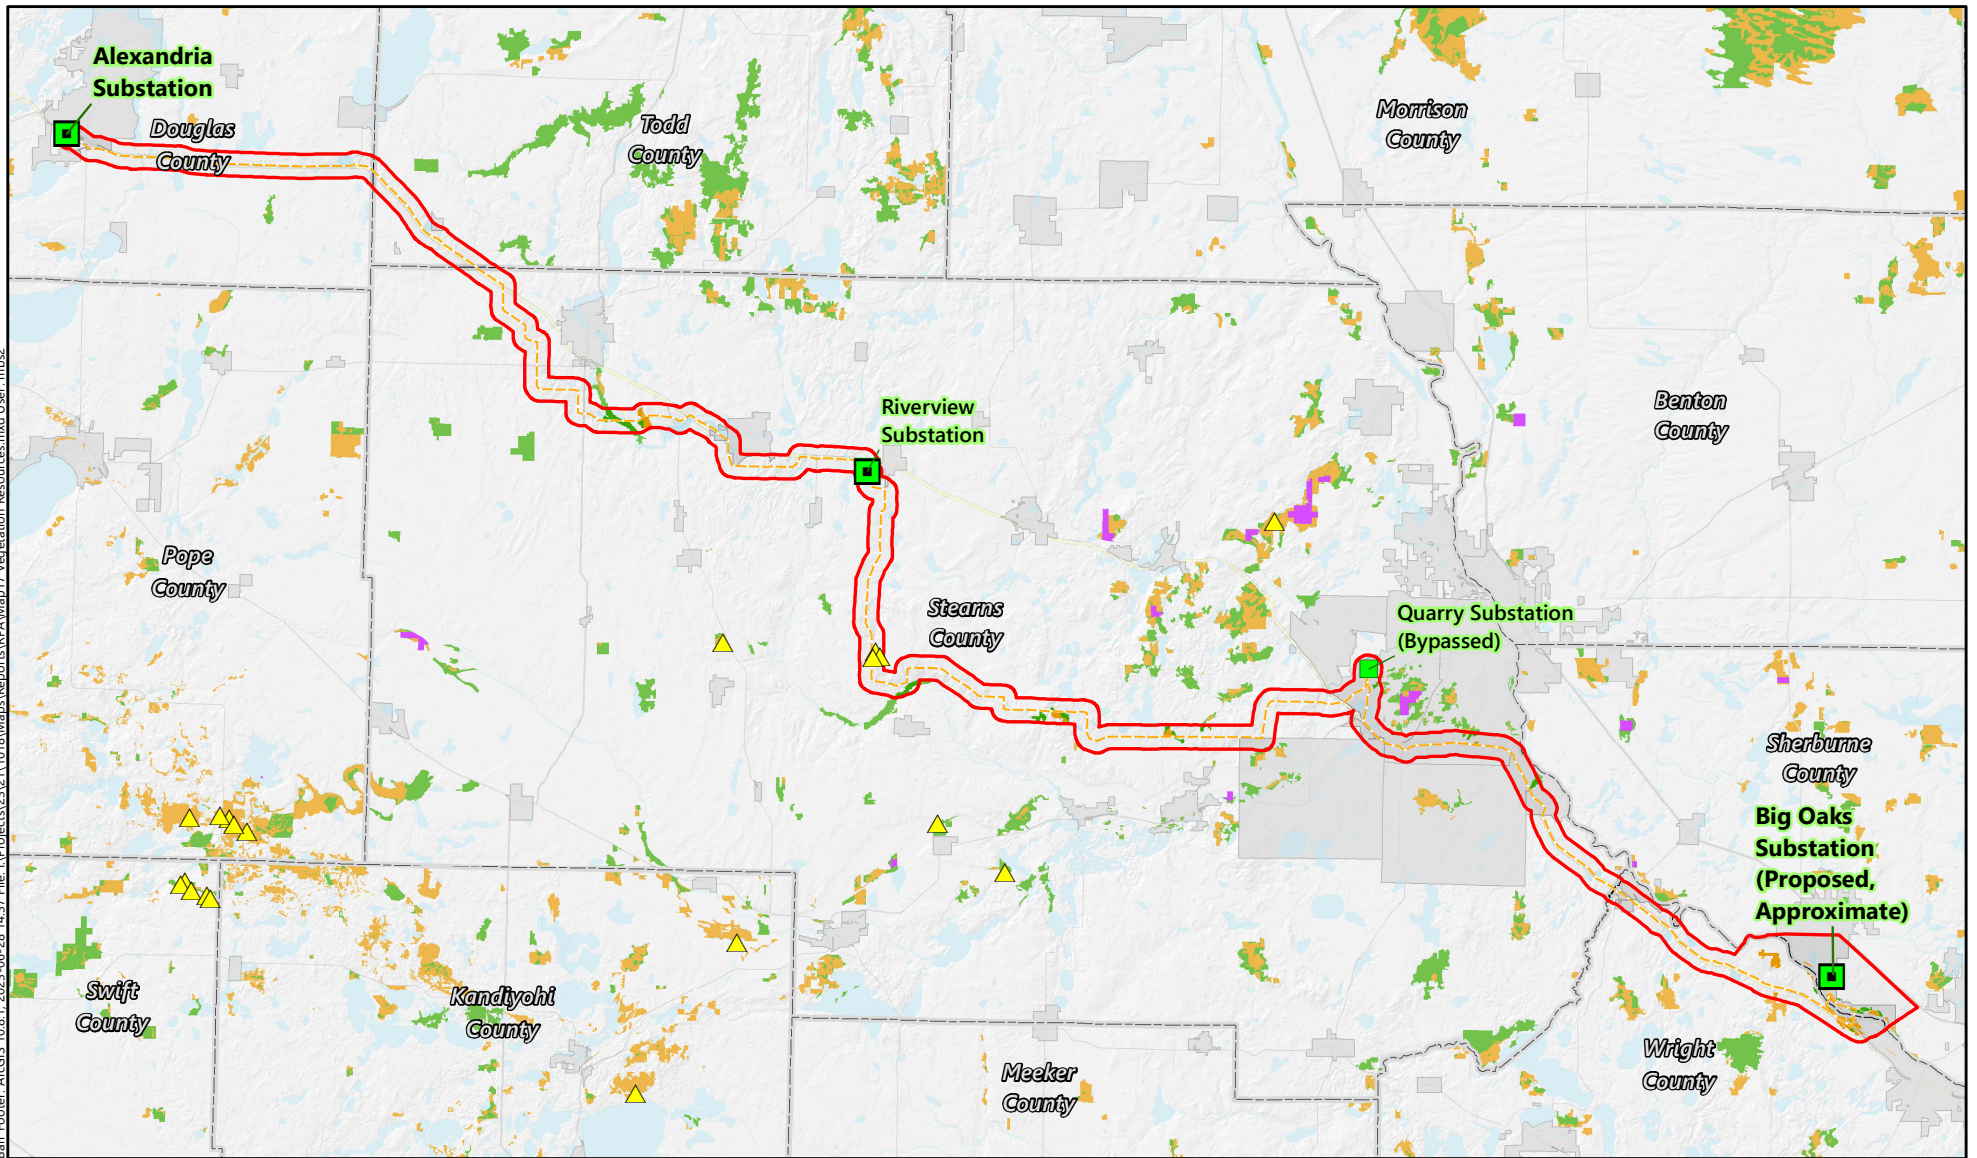 Alexandria
Substation
Douglas
County
Todd
County
Morrison
County
Riverview
Substation
Benton
County
Pope
County
Stearns
County
Quarry Substation
(Bypassed)
Sherburne
County
Big Oaks
Substation
(Proposed,
Approximate)
Swift
County
Kandiyohi
County
Meeker
County
Wright
County